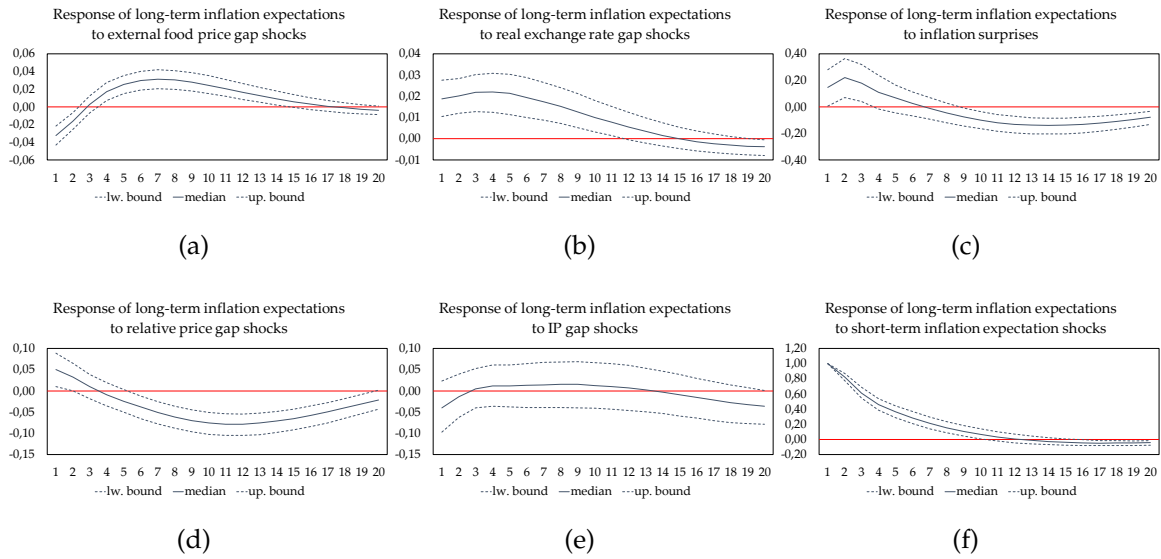 Response of long-term inflation expectations
to external food price gap shocks
0,06
0,04
0,02
0,00
-0,02
-0,04
-0,06
1 2 3 4 5 6 7 8 9 10 11 12 13 14 15 16 17 18 19 20
lw. bound median up. bound
(a)
Response of long-term inflation expectations
to real exchange rate gap shocks
0,04
0,03
0,02
0,01
0,00
-0,01
1 2 3 4 5 6 7 8 9 10 11 12 13 14 15 16 17 18 19 20
lw. bound median up. bound
(b)
Response of long-term inflation expectations
to inflation surprises
0,40
0,20
0,00
-0,20
-0,40
1 2 3 4 5 6 7 8 9 10 11 12 13 14 15 16 17 18 19 20
lw. bound median up. bound
(c)
Response of long-term inflation expectations
to relative price gap shocks
0,10
0,05
0,00
-0,05
-0,10
0,15
1 2 3 4 5 6 7 8 9 10 11 12 13 14 15 16 17 18 19 20
lw. bound median up. bound
(d)
Response of long-term inflation expectations
to IP gap shocks
0,10
0,05
0,00
-0,05
-0,10
-0,15
1 2 3 4 5 6 7 8 9 10 11 12 13 14 15 16 17 18 19 20
lw. bound median up. bound
(e)
Response of long-term inflation expectations
to short-term inflation expectation shocks
1,20
1,00
0,80
0,60
0,40
0,20
0,00
-0,20
1 2 3 4 5 6 7 8 9 10 11 12 13 14 15 16 17 18 19 20
lw. bound median up. bound
(f)